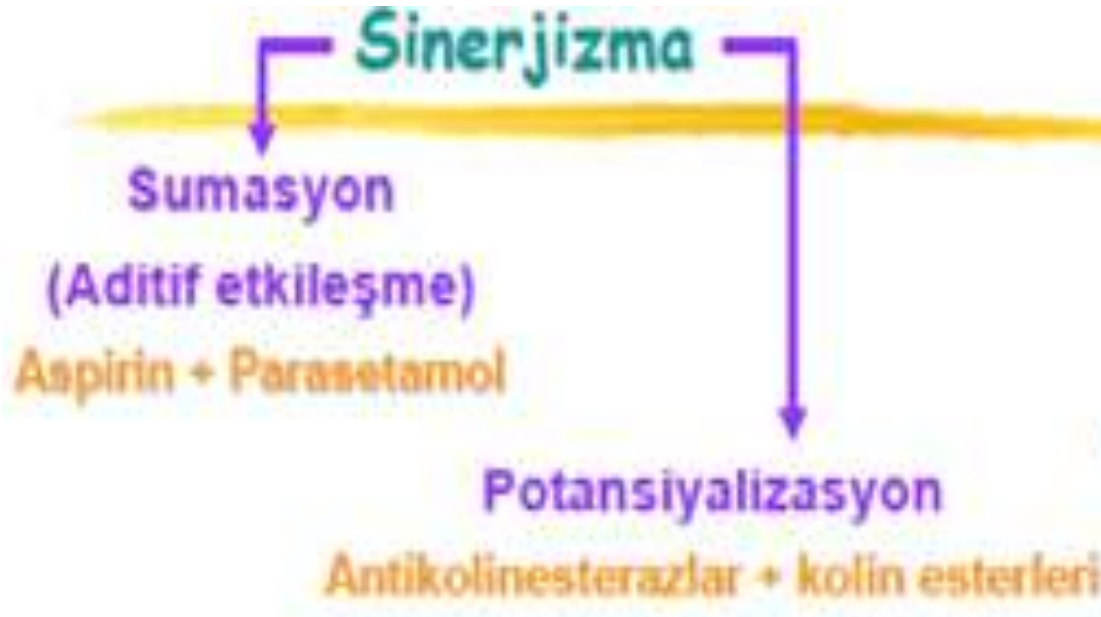 Sinerjizma
Sumasyon
(Aditif etkileşme)
Aspirin + Parasetamol
Potansiyalizasyon
Antikolinesterazlar + kolin esterleri